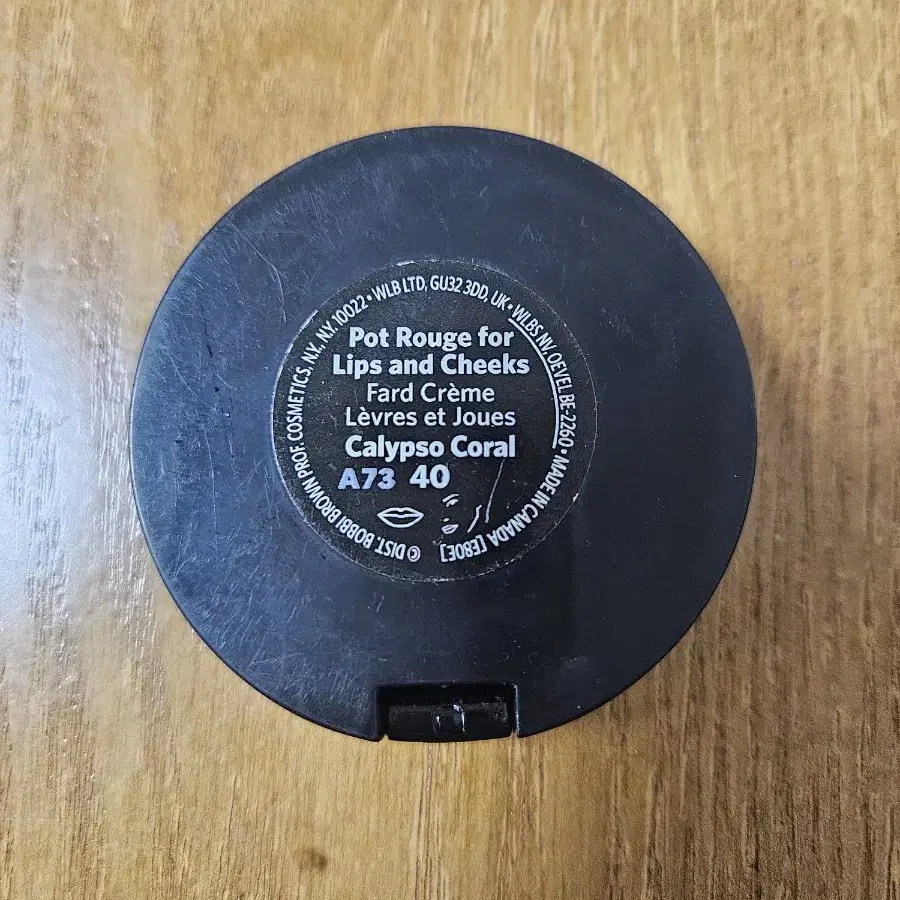 Pot Rouge for
Lips and Cheeks
Fard Crème
Lèvres et Joues
Calypso Coral
A73 40
© DIST. BOBBI BROWN PROF. COSMETICS, N.Y., N.Y. 10022 • WLB LTD, GU32 3DD, UK • WLBS NV, OEVEL BE-2260 • MADE IN CANADA [E80E]